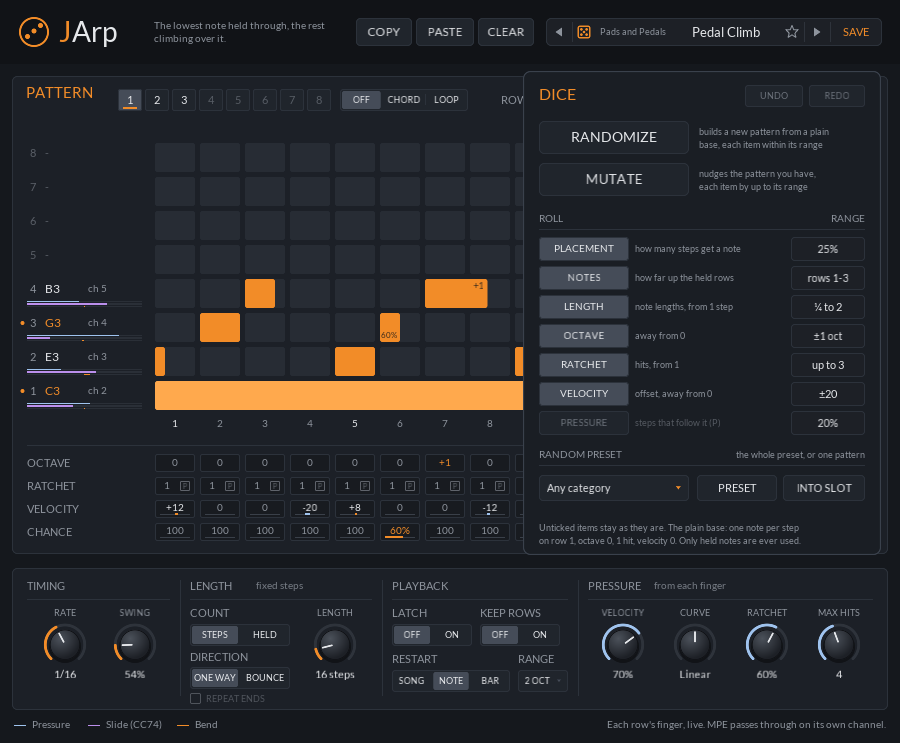 JArp
The lowest note held through, the rest
climbing over it.
COPY PASTE CLEAR
Pads and Pedals Pedal Climb SAVE
PATTERN 1 2 3 4 5 6 7 8 OFF CHORD LOOP ROW
8 -
7 -
6 -
5 -
4 B3 ch 5 +1
3 G3 ch 4 60%
2 E3 ch 3
1 C3 ch 2
1 2 3 4 5 6 7 8
OCTAVE 0 0 0 0 0 0 +1 0
RATCHET 1 P 1 P 1 P 1 P 1 P 1 P 1 P 1 P
VELOCITY +12 0 0 -20 +8 0 0 -12
CHANCE 100 100 100 100 100 60% 100 100
DICE UNDO REDO
RANDOMIZE builds a new pattern from a plain
base, each item within its range
MUTATE nudges the pattern you have,
each item by up to its range
ROLL RANGE
PLACEMENT how many steps get a note 25%
NOTES how far up the held rows rows 1-3
LENGTH note lengths, from 1 step ¼ to 2
OCTAVE away from 0 ±1 oct
RATCHET hits, from 1 up to 3
VELOCITY offset, away from 0 ±20
PRESSURE steps that follow it (P) 20%
RANDOM PRESET the whole preset, or one pattern
Any category PRESET INTO SLOT
Unticked items stay as they are. The plain base: one note per step
on row 1, octave 0, 1 hit, velocity 0. Only held notes are ever used.
TIMING
RATE SWING
1/16 54%
LENGTH fixed steps
COUNT LENGTH
STEPS HELD
DIRECTION
ONE WAY BOUNCE 16 steps
REPEAT ENDS
PLAYBACK
LATCH KEEP ROWS
OFF ON OFF ON
RESTART RANGE
SONG NOTE BAR 2 OCT
PRESSURE from each finger
VELOCITY CURVE RATCHET MAX HITS
70% Linear 60% 4
Pressure Slide (CC74) Bend
Each row's finger, live. MPE passes through on its own channel.